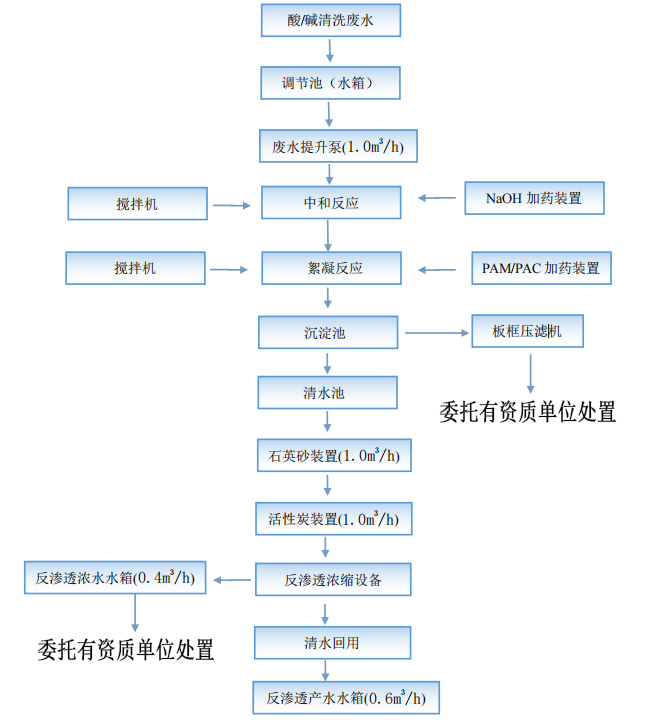 酸/碱清洗废水
调节池（水箱）
废水提升泵(1.0m³/h)
搅拌机
中和反应
NaOH 加药装置
搅拌机
絮凝反应
PAM/PAC 加药装置
沉淀池
板框压滤机
清水池
委托有资质单位处置
石英砂装置(1.0m³/h)
活性炭装置(1.0m³/h)
反渗透浓水水箱(0.4m³/h)
反渗透浓缩设备
清水回用
委托有资质单位处置
反渗透产水水箱(0.6m³/h)